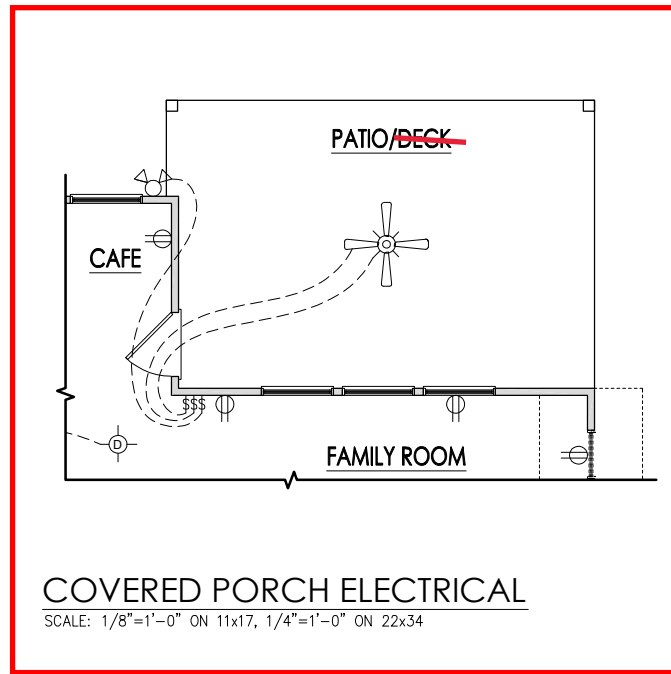 PATIO/DECK
CAFE
$$$
D
FAMILY ROOM
COVERED PORCH ELECTRICAL
SCALE: 1/8"=1'-0" ON 11x17, 1/4"=1'-0" ON 22x34